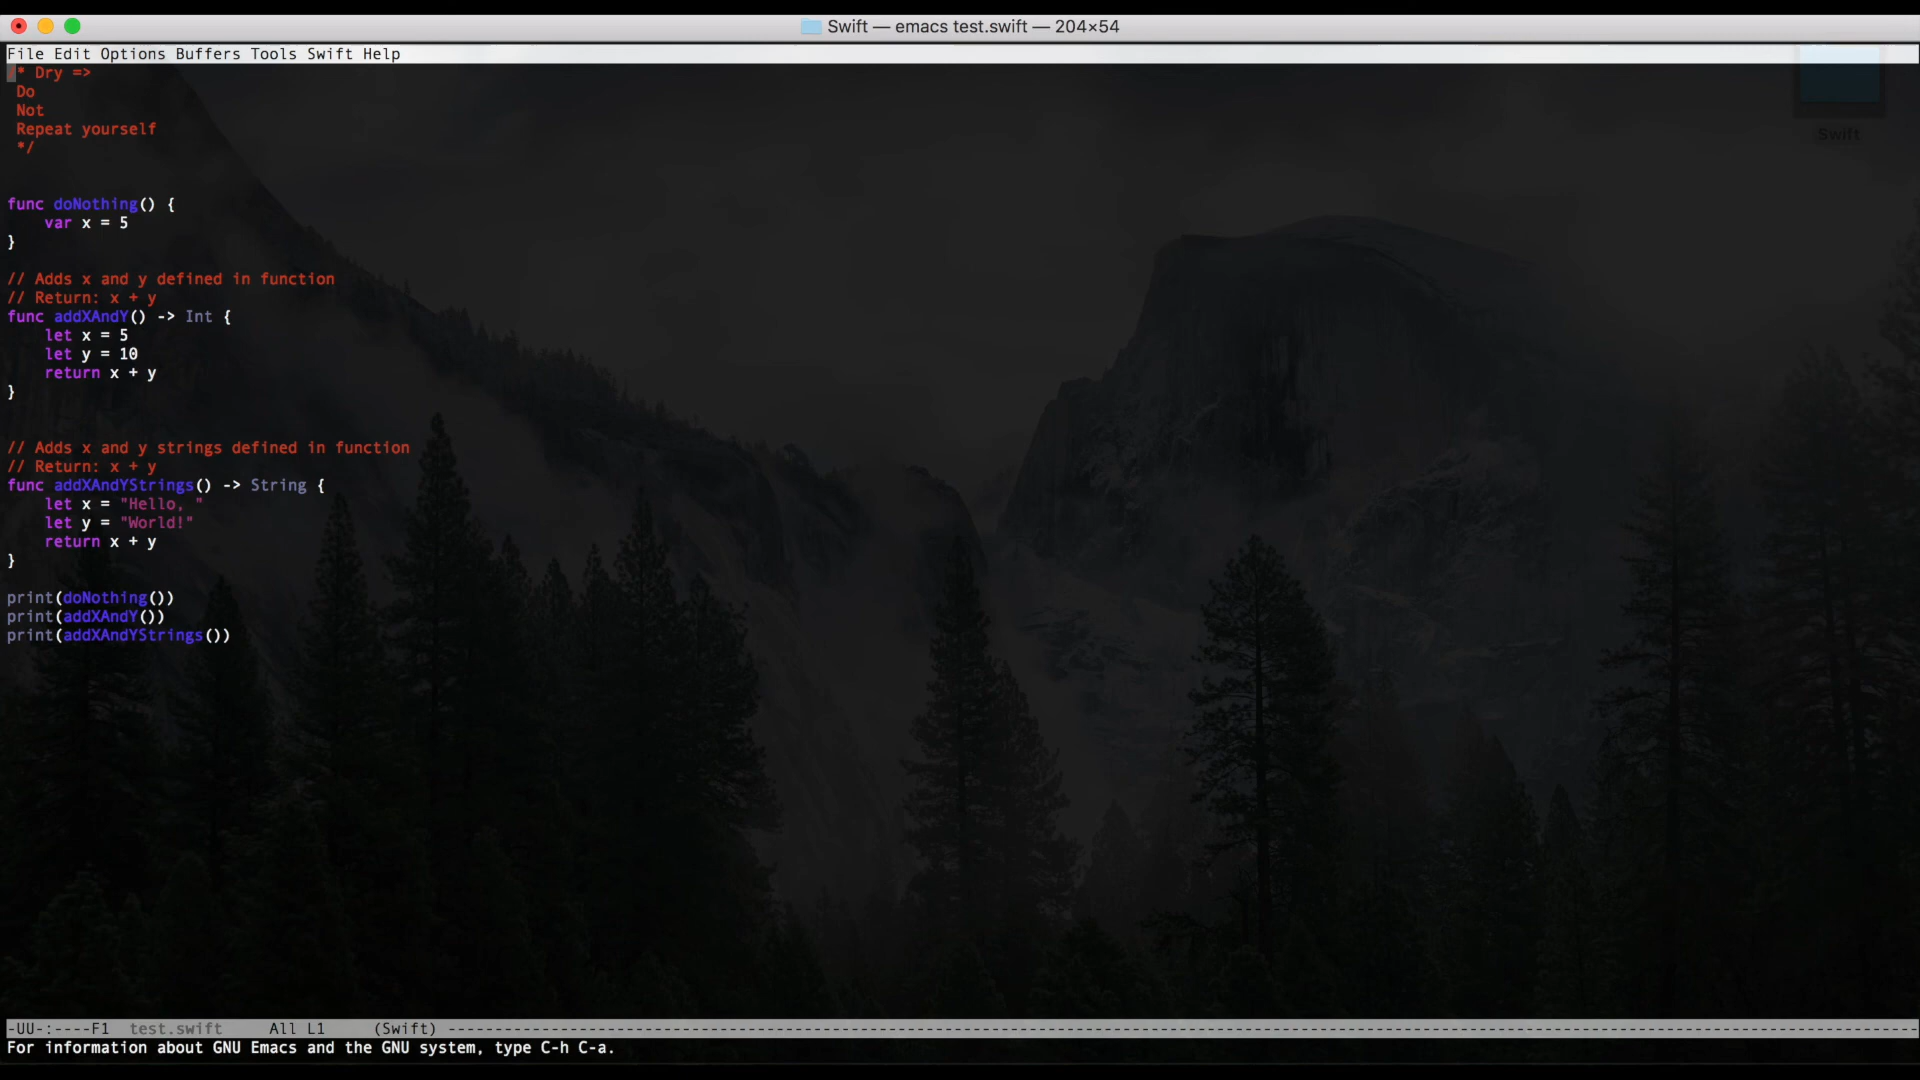 Swift — emacs test.swift — 204×54
File Edit Options Buffers Tools Swift Help
/* Dry =>
Do
Not
Repeat yourself
*/
func doNothing() {
    var x = 5
}
// Adds x and y defined in function
// Return: x + y
func addXAndY() -> Int {
    let x = 5
    let y = 10
    return x + y
}
// Adds x and y strings defined in function
// Return: x + y
func addXAndYStrings() -> String {
    let x = "Hello, "
    let y = "World!"
    return x + y
}
print(doNothing())
print(addXAndY())
print(addXAndYStrings())
Swift
-UU-:----F1  test.swift     All L1     (Swift) ----------------------------------------------------------------------------------------------------------------------------------------------------------------
For information about GNU Emacs and the GNU system, type C-h C-a.